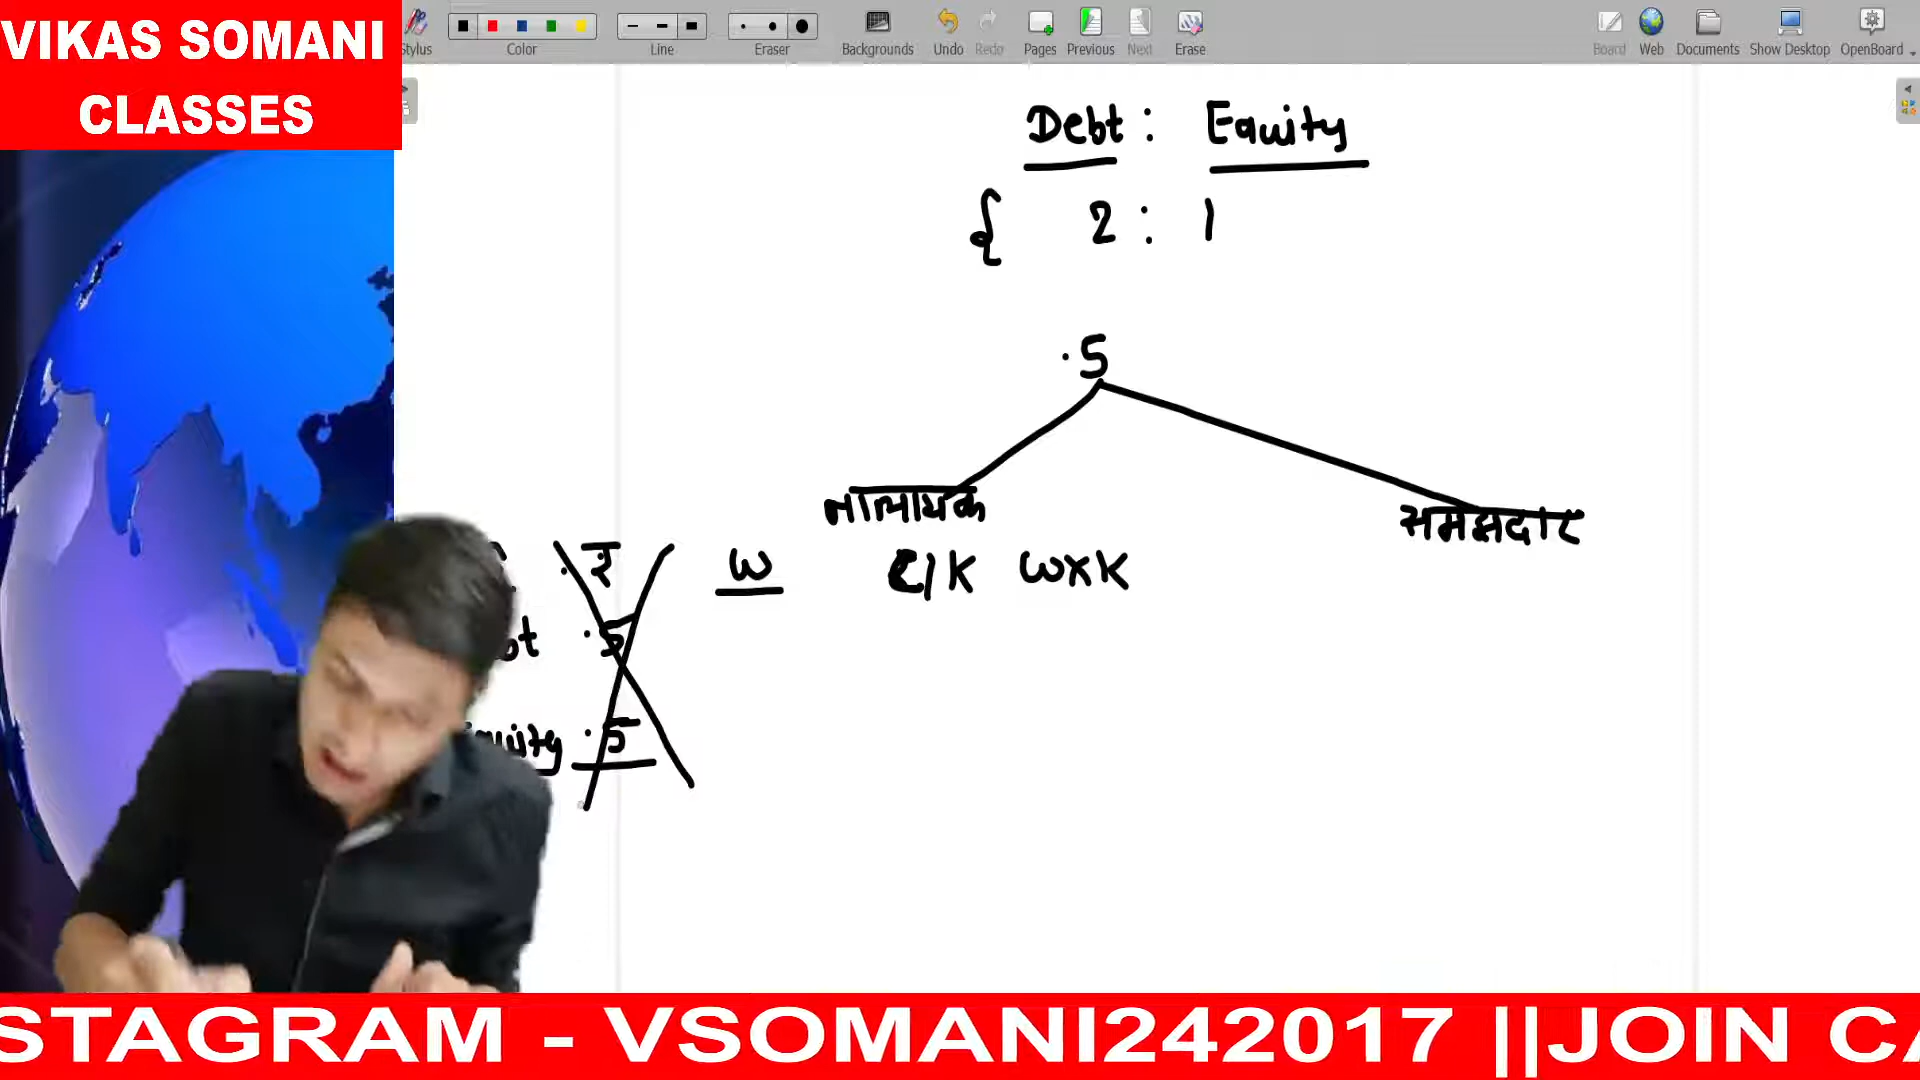 VIKAS SOMANI
CLASSES
Stylus
Color
Line
Eraser
Backgrounds
Undo
Redo
Pages
Previous
Next
Erase
Board
Web
Documents
Show Desktop
OpenBoard
Debt : Equity
{ 2 : 1
.5
नालायक
समझदार
W
W×K
.5
.5
STAGRAM - VSOMANI242017 ||JOIN CA